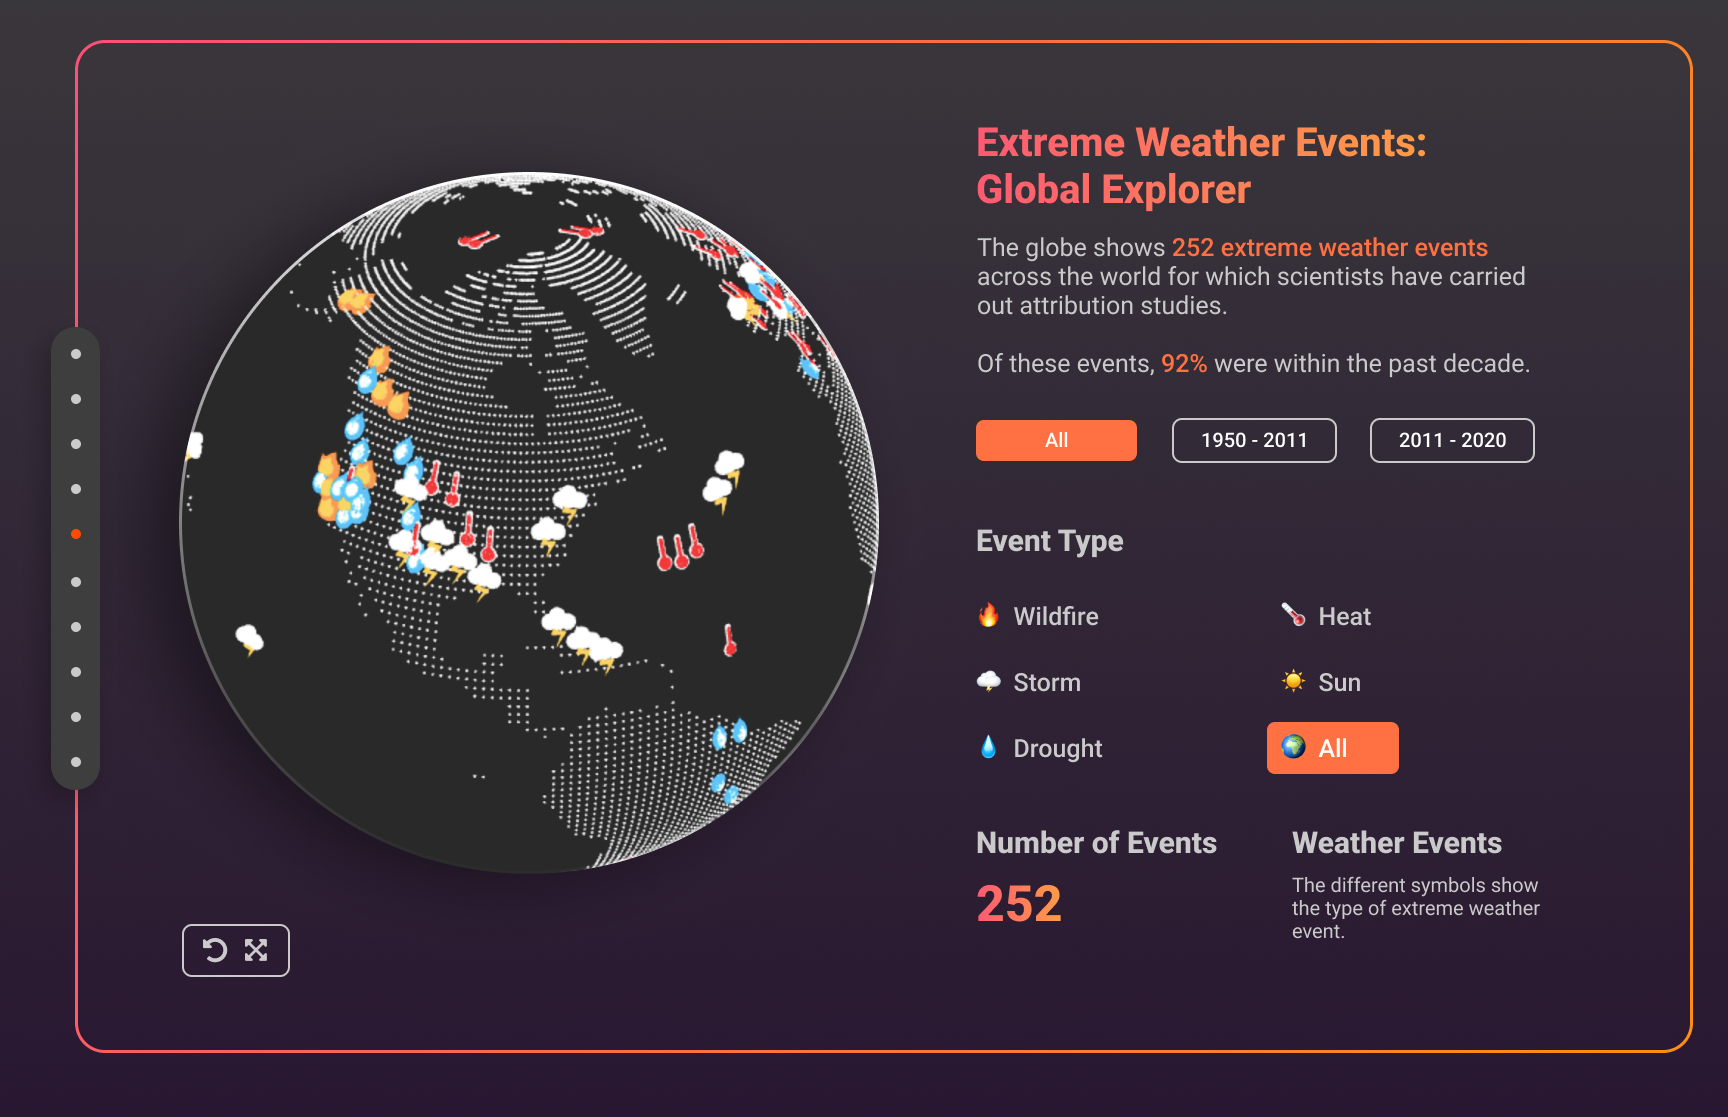 Extreme Weather Events:
Global Explorer
The globe shows 252 extreme weather events
across the world for which scientists have carried
out attribution studies.
Of these events, 92% were within the past decade.
All
1950 - 2011
2011 - 2020
Event Type
Wildfire
Heat
Storm
Sun
Drought
All
Number of Events
252
Weather Events
The different symbols show
the type of extreme weather
event.